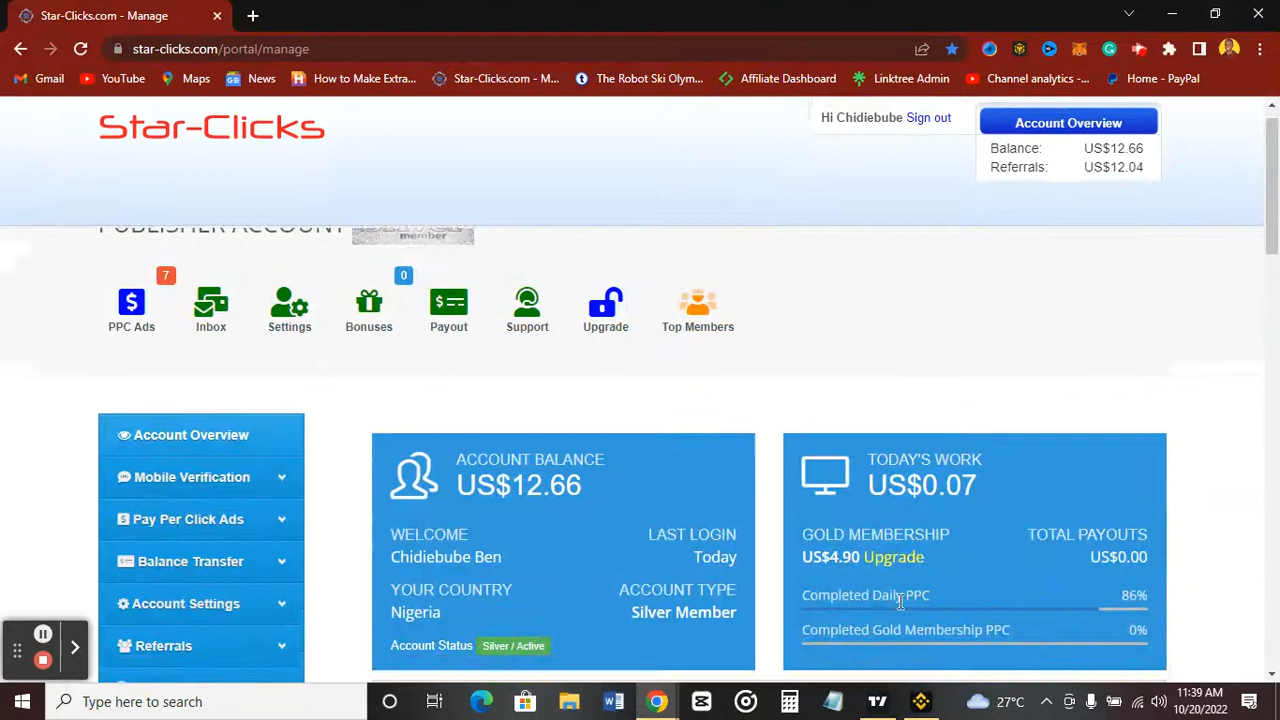 Star-Clicks.com - Manage
star-clicks.com/portal/manage
Gmail YouTube Maps News How to Make Extra... Star-Clicks.com - M... The Robot Ski Olym... Affiliate Dashboard Linktree Admin Channel analytics -... Home - PayPal
Star-Clicks
Hi Chidiebube Sign out
Account Overview
Balance: US$12.66
Referrals: US$12.04
PUBLISHER ACCOUNT
member
7 0
PPC Ads Inbox Settings Bonuses Payout Support Upgrade Top Members
Account Overview
Mobile Verification
Pay Per Click Ads
Balance Transfer
Account Settings
Referrals
ACCOUNT BALANCE
US$12.66
WELCOME LAST LOGIN
Chidiebube Ben Today
YOUR COUNTRY ACCOUNT TYPE
Nigeria Silver Member
Account Status Silver / Active
TODAY'S WORK
US$0.07
GOLD MEMBERSHIP TOTAL PAYOUTS
US$4.90 Upgrade US$0.00
Completed Daily PPC 86%
Completed Gold Membership PPC 0%
Type here to search
27°C
11:39 AM
10/20/2022